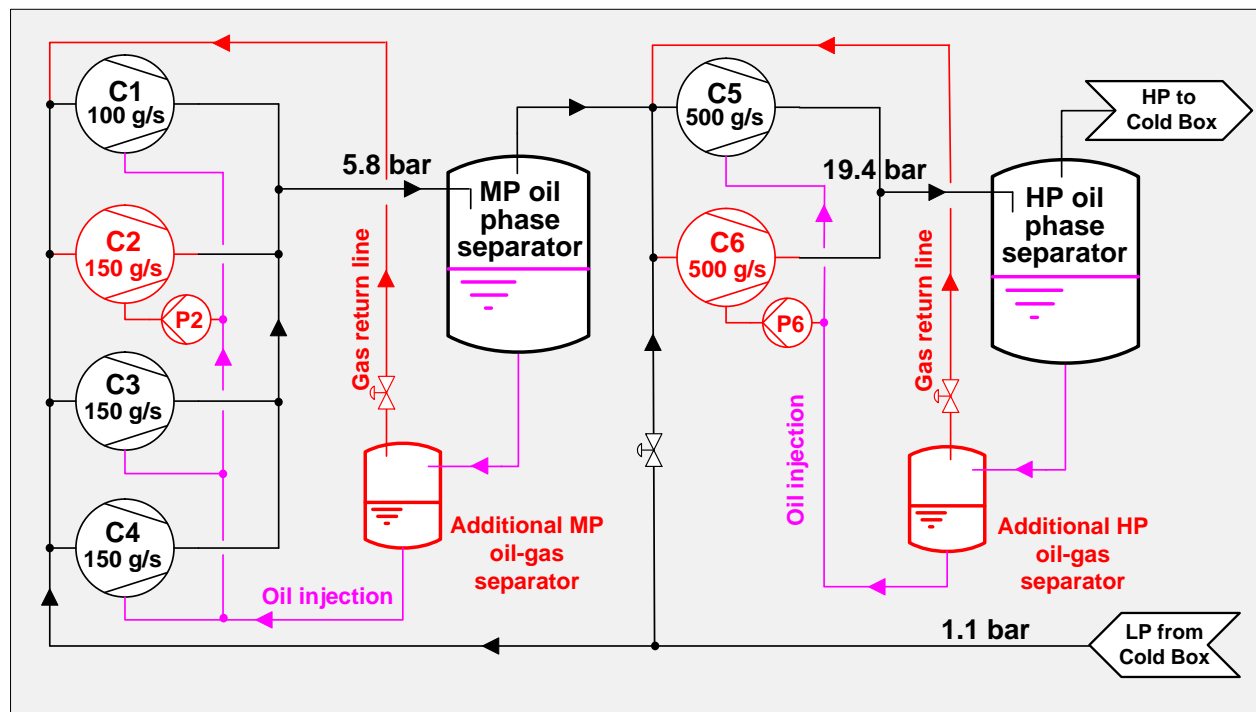 C1
100 g/s
C2
150 g/s
P2
C3
150 g/s
C4
150 g/s
Oil injection
5.8 bar
Gas return line
MP oil
phase
separator
Additional MP
oil-gas
separator
C5
500 g/s
C6
500 g/s
P6
Oil injection
19.4 bar
Gas return line
HP oil
phase
separator
Additional HP
oil-gas
separator
HP to
Cold Box
1.1 bar
LP from
Cold Box